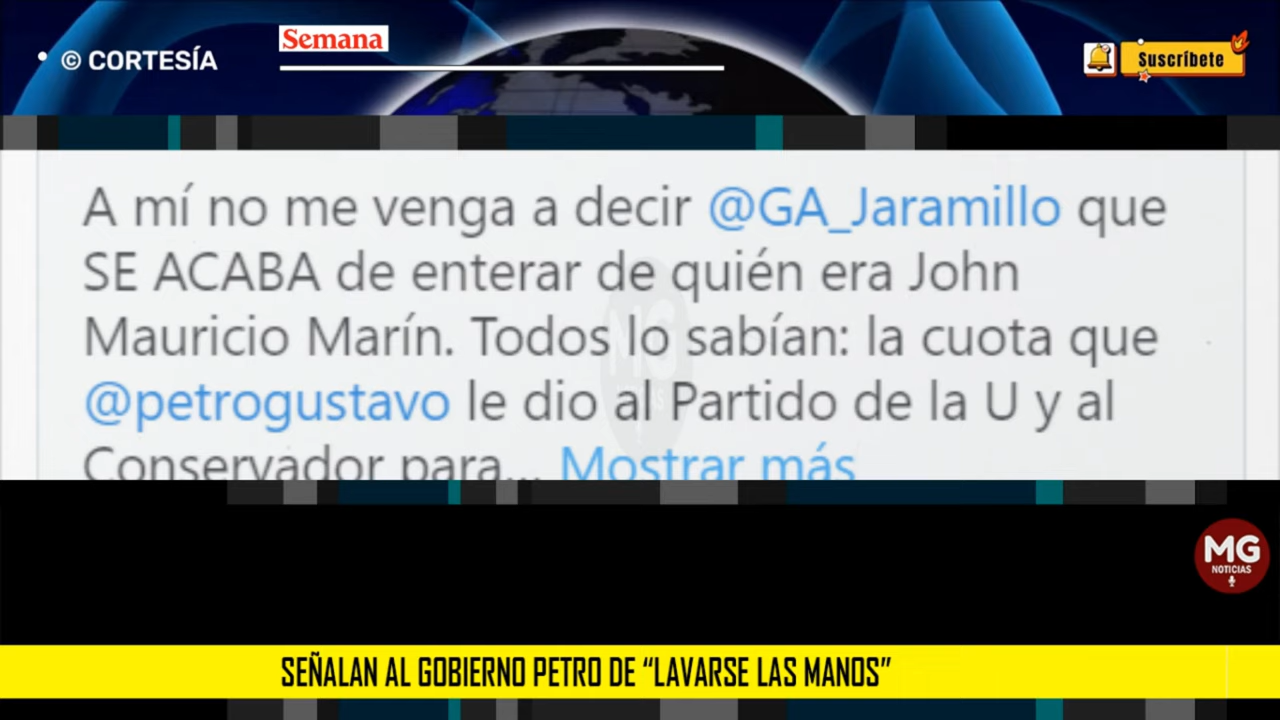 © CORTESÍA
Semana
Suscríbete
A mí no me venga a decir @GA_Jaramillo que
SE ACABA de enterar de quién era John
Mauricio Marín. Todos lo sabían: la cuota que
@petrogustavo le dio al Partido de la U y al
Conservador para... Mostrar más
MG
NOTICIAS
SEÑALAN AL GOBIERNO PETRO DE “LAVARSE LAS MANOS”